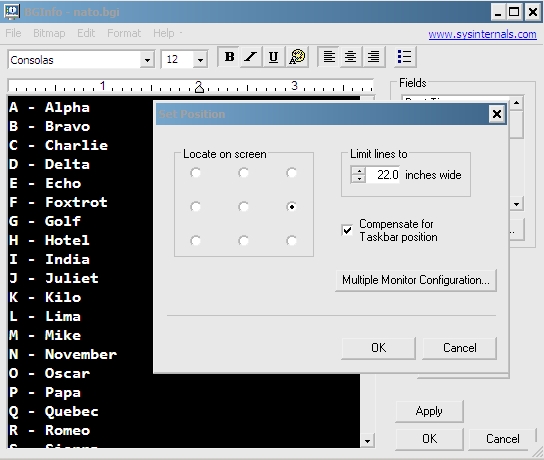 BGInfo - nato.bgi
File Bitmap Edit Format Help
www.sysinternals.com
Consolas 12 B I U
Fields
1 2 3
A - Alpha
B - Bravo
C - Charlie
D - Delta
E - Echo
F - Foxtrot
G - Golf
H - Hotel
I - India
J - Juliet
K - Kilo
L - Lima
M - Mike
N - November
O - Oscar
P - Papa
Q - Quebec
R - Romeo
Set Position
Locate on screen
Limit lines to
22.0 inches wide
Compensate for
Taskbar position
Multiple Monitor Configuration...
OK Cancel
Apply
OK Cancel